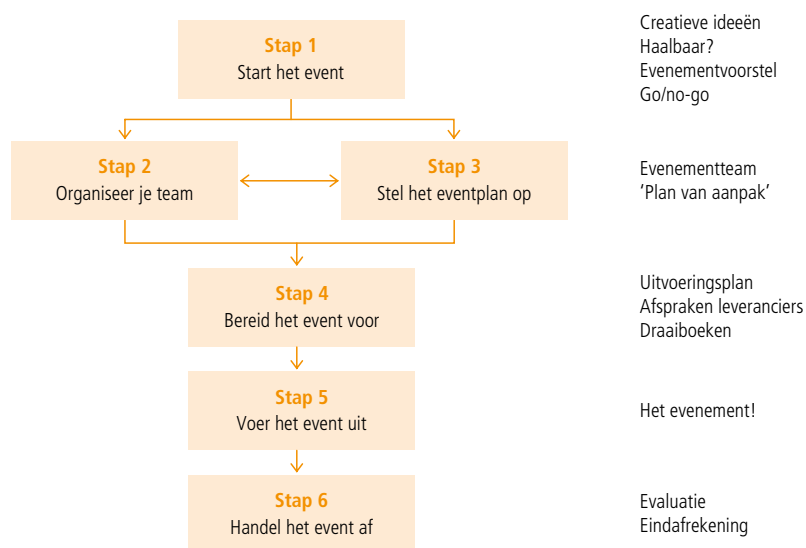 Stap 1
Start het event
Creatieve ideeën
Haalbaar?
Evenementvoorstel
Go/no-go
Stap 2
Organiseer je team
Stap 3
Stel het eventplan op
Evenementteam
‘Plan van aanpak’
Stap 4
Bereid het event voor
Uitvoeringsplan
Afspraken leveranciers
Draaiboeken
Stap 5
Voer het event uit
Het evenement!
Stap 6
Handel het event af
Evaluatie
Eindafrekening